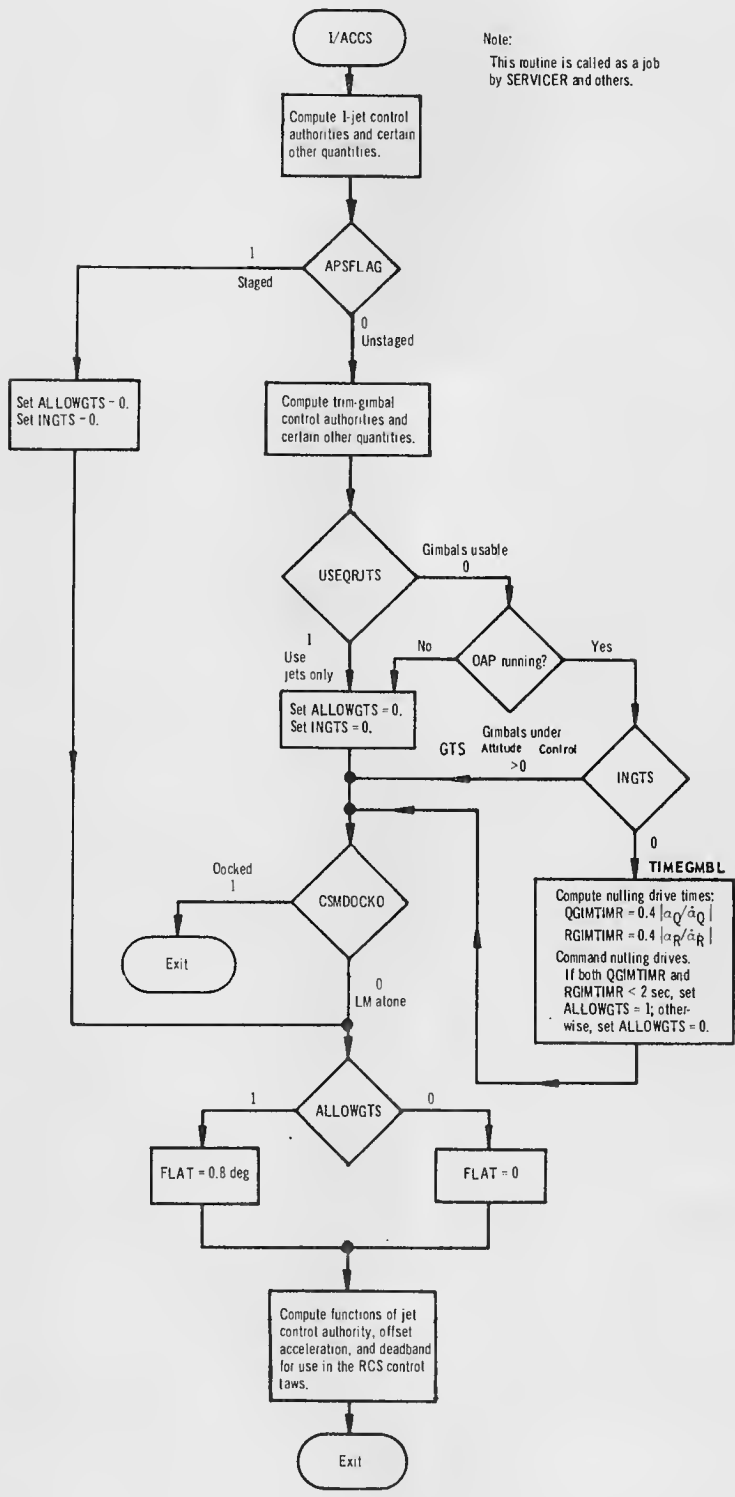 1/ACCS
Note:
This routine is called as a job
by SERVICER and others.
Compute 1-jet control
authorities and certain
other quantities.
APSFLAG
1
Staged
0
Unstaged
Set ALLOWGTS = 0.
Set INGTS = 0.
Compute trim-gimbal
control authorities and
certain other quantities.
USEQRJTS
Gimbals usable
0
1
Use
jets only
OAP running?
No
Yes
Set ALLOWGTS = 0.
Set INGTS = 0.
Gimbals under
GTS Attitude Control
>0
INGTS
0
TIMEGMBL
Compute nulling drive times:
QGIMTIMR = 0.4 |α_Q/α̇_Q|
RGIMTIMR = 0.4 |α_R/α̇_R|
Command nulling drives.
If both QGIMTIMR and
RGIMTIMR < 2 sec, set
ALLOWGTS = 1; other-
wise, set ALLOWGTS = 0.
Oocked
1
CSMDOCKO
Exit
0
LM alone
ALLOWGTS
1
0
FLAT = 0.8 deg
FLAT = 0
Compute functions of jet
control authority, offset
acceleration, and deadband
for use in the RCS control
laws.
Exit